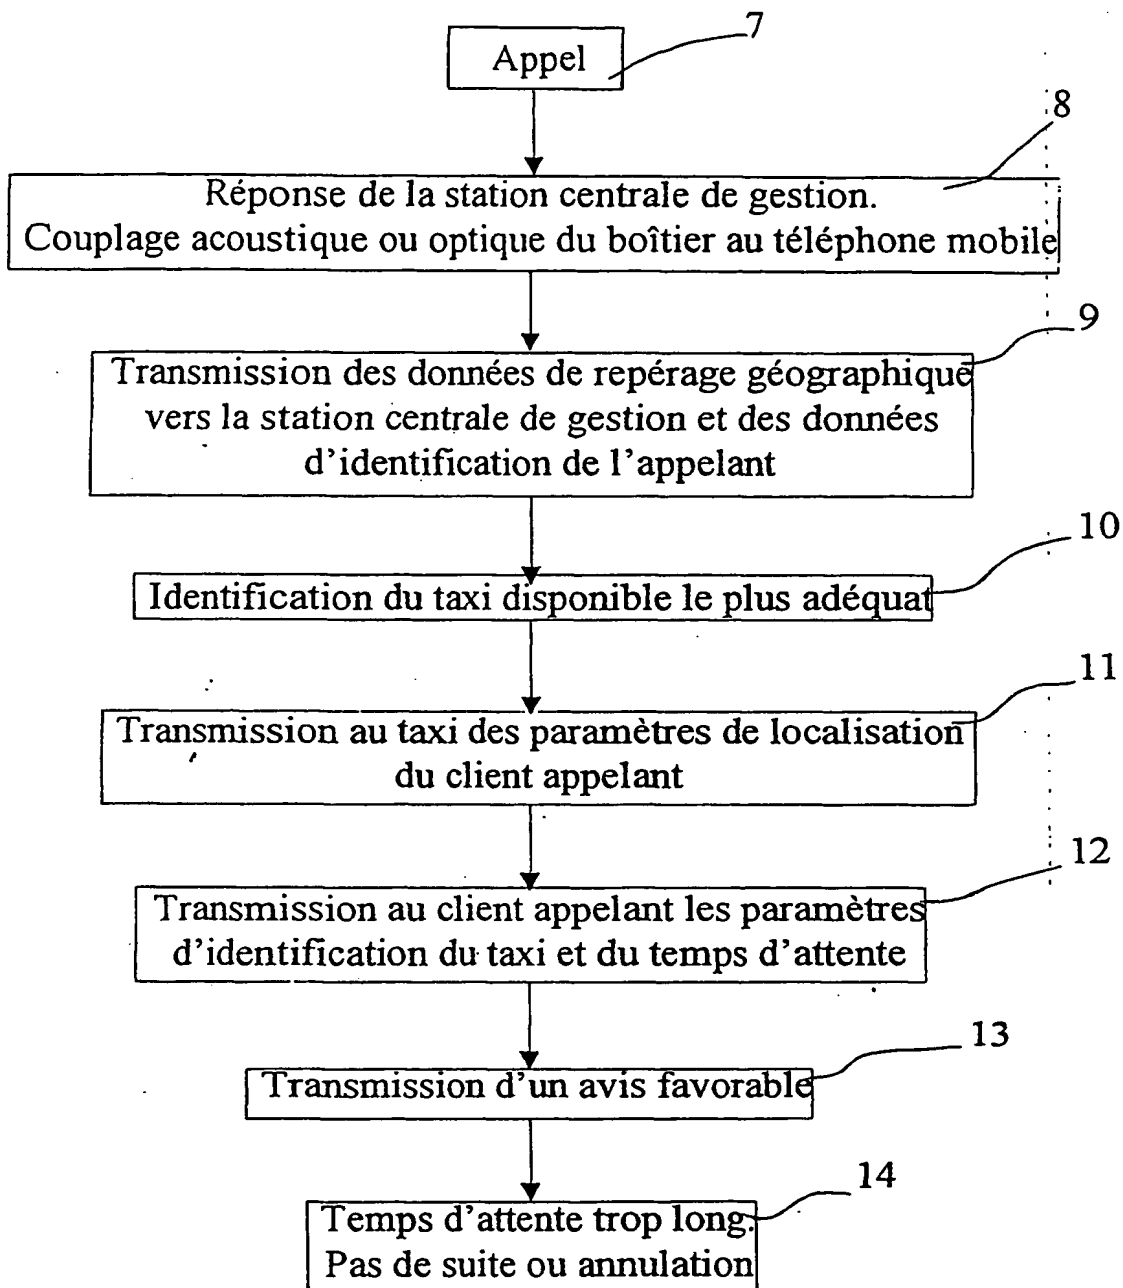 7
Appel
8
Réponse de la station centrale de gestion.
Couplage acoustique ou optique du boîtier au téléphone mobile
9
Transmission des données de repérage géographique
vers la station centrale de gestion et des données
d'identification de l'appelant
10
Identification du taxi disponible le plus adéquat
11
Transmission au taxi des paramètres de localisation
du client appelant
12
Transmission au client appelant les paramètres
d'identification du taxi et du temps d'attente
13
Transmission d'un avis favorable
14
Temps d'attente trop long.
Pas de suite ou annulation